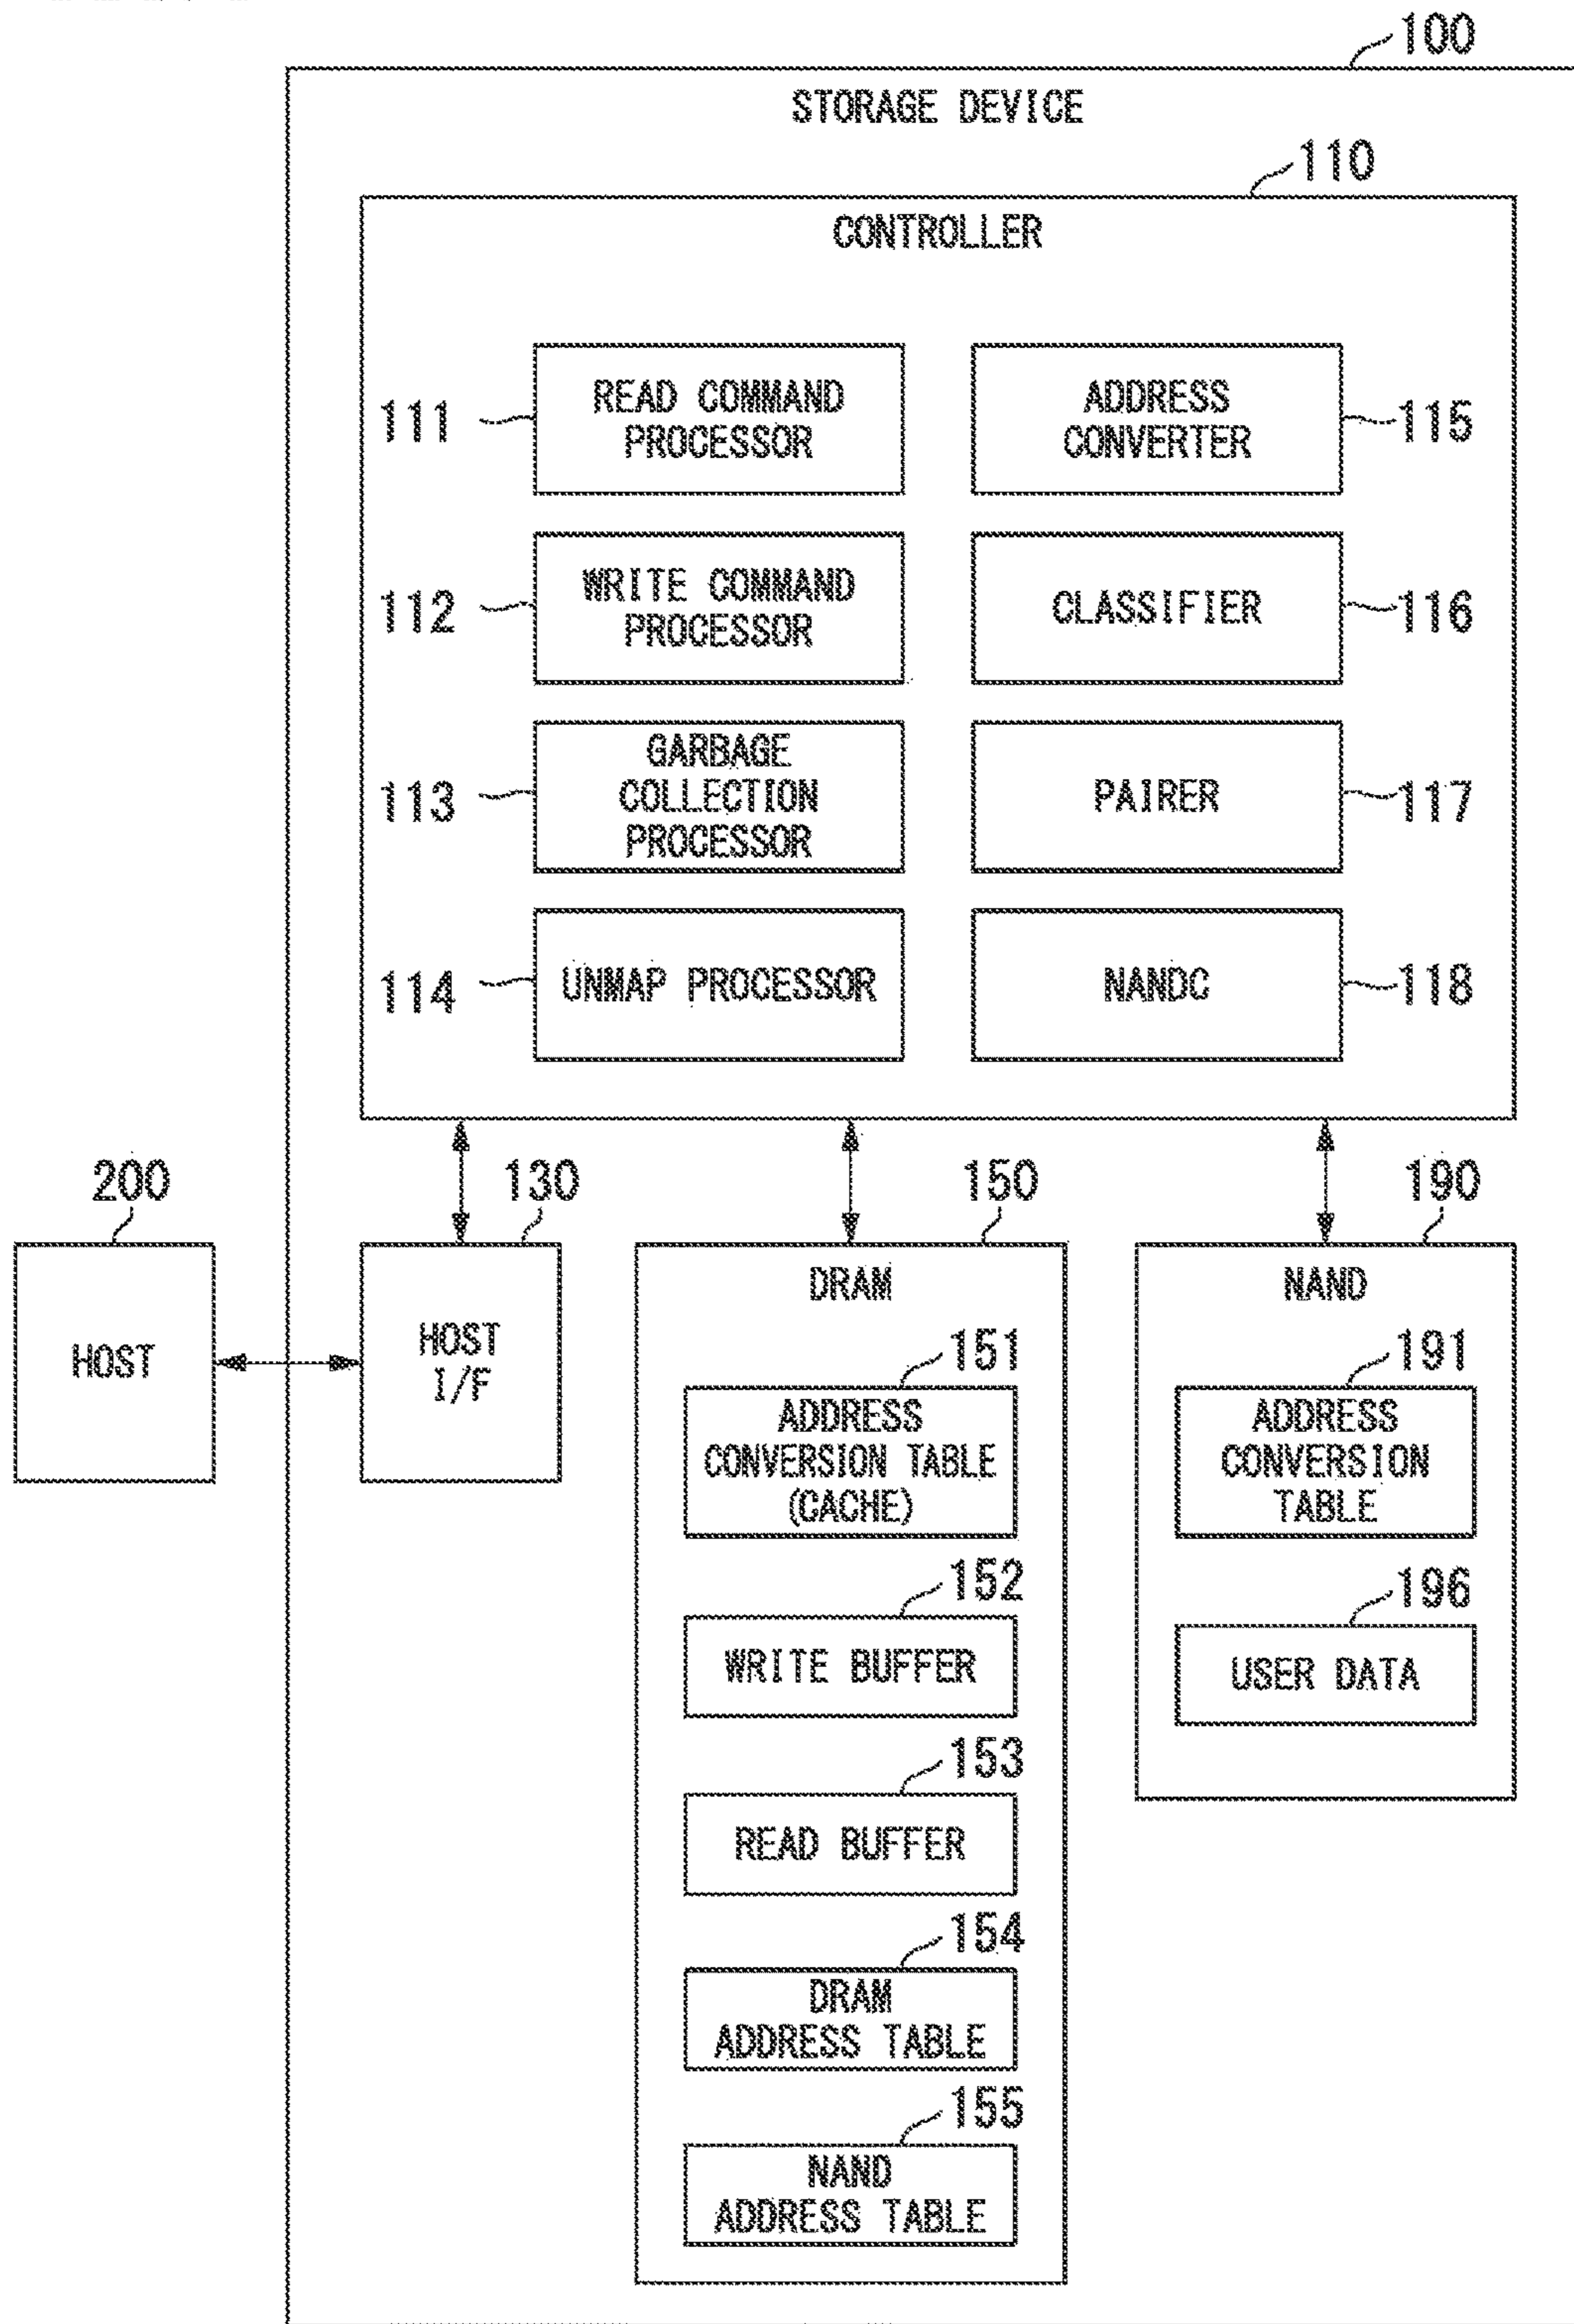 100
STORAGE DEVICE
110
CONTROLLER
111
READ COMMAND
PROCESSOR
ADDRESS
CONVERTER
115
112
WRITE COMMAND
PROCESSOR
CLASSIFIER
116
113
GARBAGE
COLLECTION
PROCESSOR
PAIRER
117
114
UNMAP PROCESSOR
NANDC
118
200
130
150
190
HOST
HOST
I/F
DRAM
151
ADDRESS
CONVERSION TABLE
(CACHE)
152
WRITE BUFFER
153
READ BUFFER
154
DRAM
ADDRESS TABLE
155
NAND
ADDRESS TABLE
NAND
191
ADDRESS
CONVERSION
TABLE
196
USER DATA